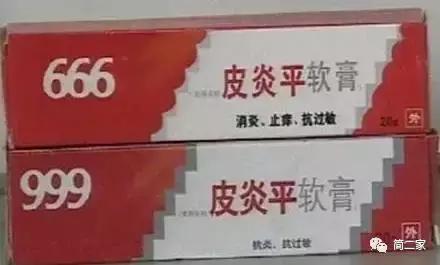 666
皮炎平软膏
消炎、止痒、抗过敏
20g
外
999
皮炎平软膏
抗炎、抗过敏
外
简二家